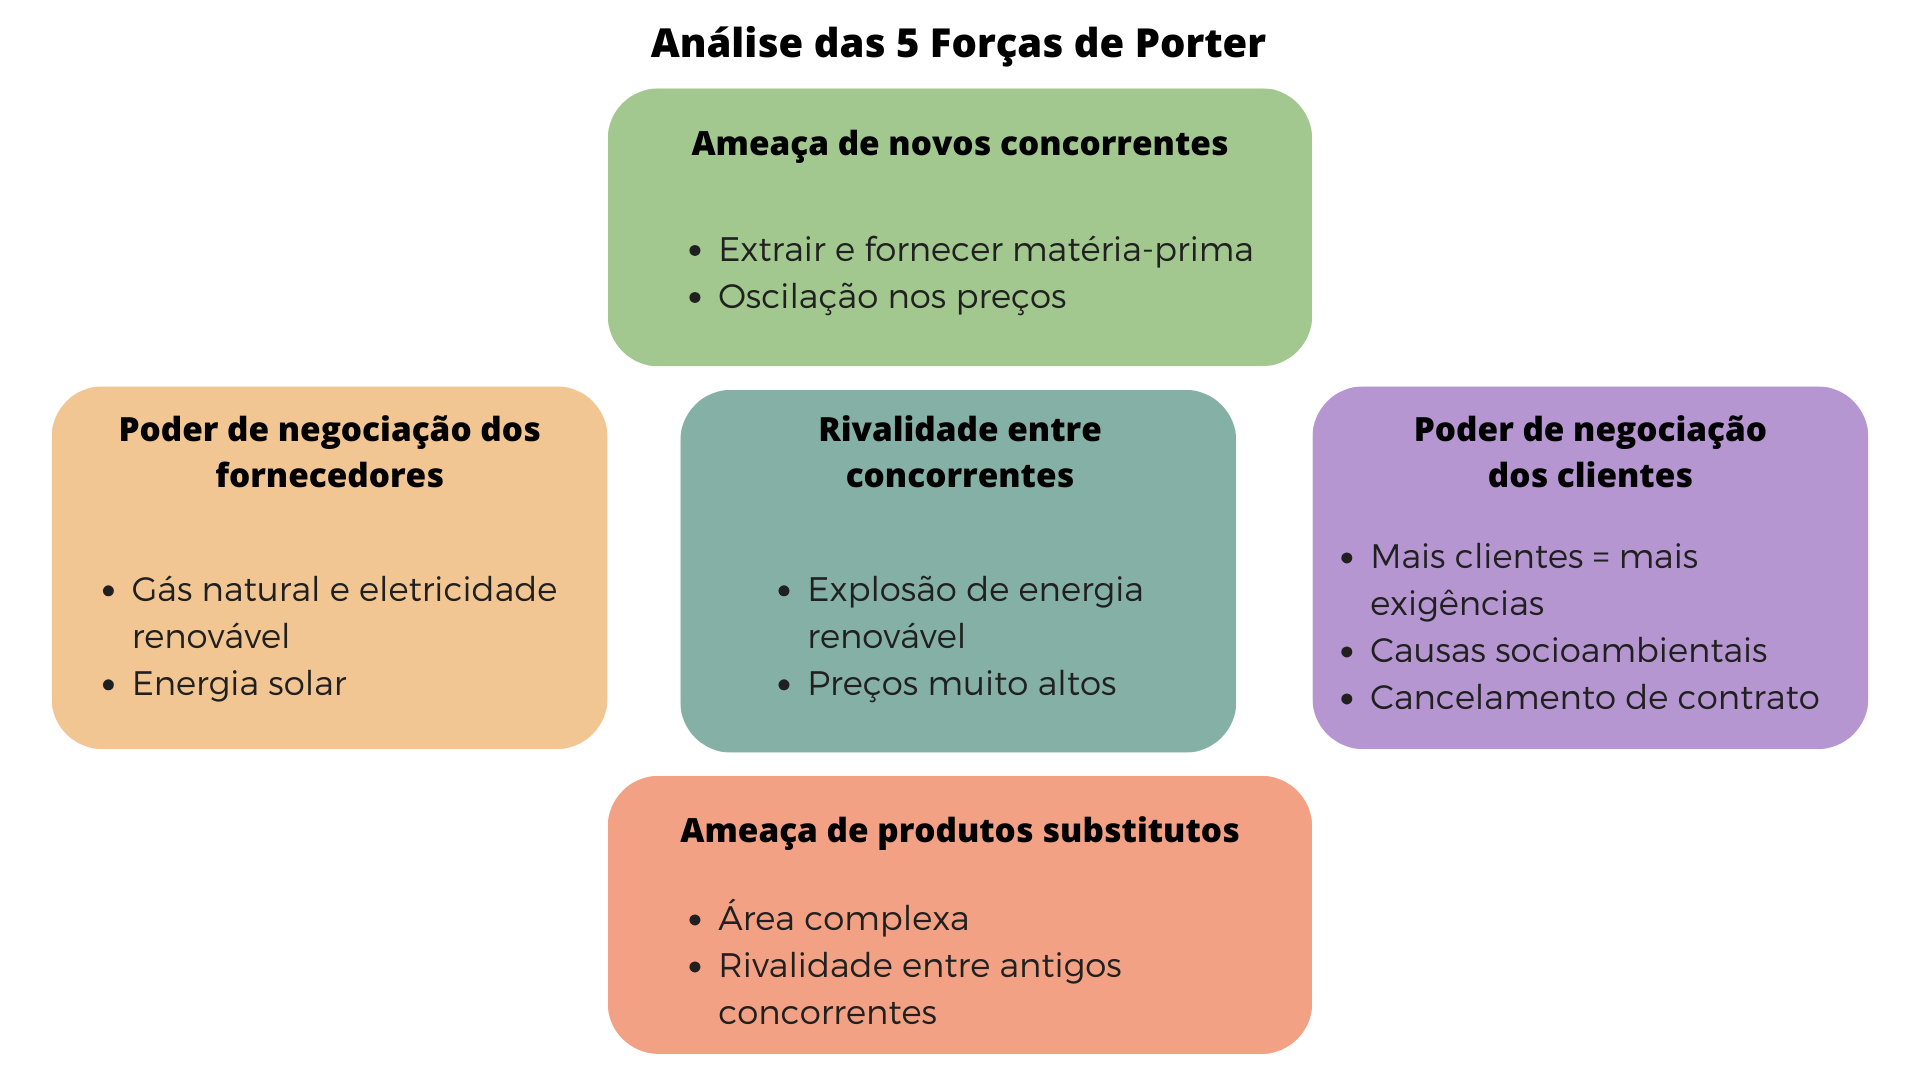 Análise das 5 Forças de Porter
Ameaça de novos concorrentes
• Extrair e fornecer matéria-prima
• Oscilação nos preços
Poder de negociação dos
fornecedores
• Gás natural e eletricidade
renovável
• Energia solar
Rivalidade entre
concorrentes
• Explosão de energia
renovável
• Preços muito altos
Poder de negociação
dos clientes
• Mais clientes = mais
exigências
• Causas socioambientais
• Cancelamento de contrato
Ameaça de produtos substitutos
• Área complexa
• Rivalidade entre antigos
concorrentes